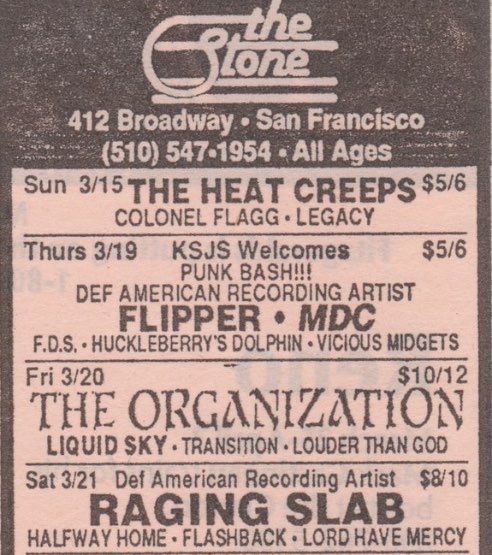 the
Stone
412 Broadway • San Francisco
(510) 547-1954 • All Ages
Sun 3/15 THE HEAT CREEPS $5/6
COLONEL FLAGG • LEGACY
Thurs 3/19 KSJS Welcomes $5/6
PUNK BASH!!!
DEF AMERICAN RECORDING ARTIST
FLIPPER • MDC
F.D.S. • HUCKLEBERRY'S DOLPHIN • VICIOUS MIDGETS
Fri 3/20 $10/12
THE ORGANIZATION
LIQUID SKY • TRANSITION • LOUDER THAN GOD
Sat 3/21 Def American Recording Artist $8/10
RAGING SLAB
HALFWAY HOME • FLASHBACK • LORD HAVE MERCY